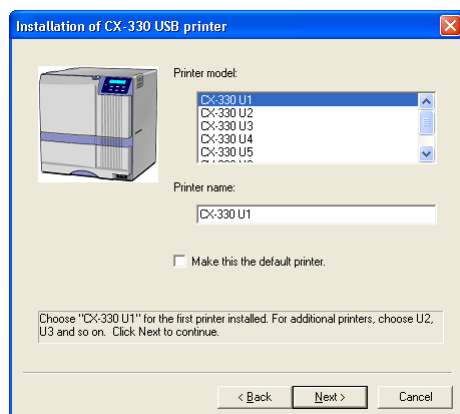 Installation of CX-330 USB printer
Printer model:
CX-330 U1
CX-330 U2
CX-330 U3
CX-330 U4
CX-330 U5
Printer name:
CX-330 U1
Make this the default printer.
Choose "CX-330 U1" for the first printer installed. For additional printers, choose U2,
U3 and so on. Click Next to continue.
< Back
Next >
Cancel